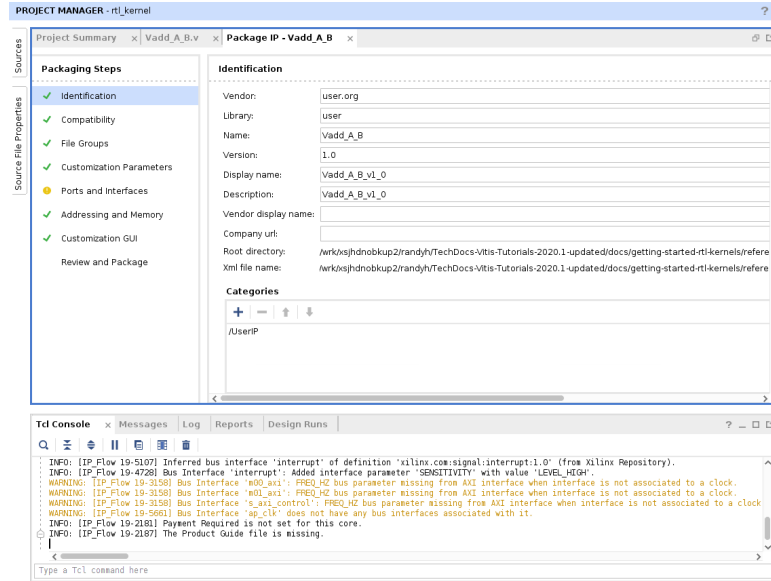 PROJECT MANAGER - rtl_kernel ?
Sources
Source File Properties
Project Summary x Vadd_A_B.v x Package IP - Vadd_A_B x
Packaging Steps
Identification
Compatibility
File Groups
Customization Parameters
Ports and Interfaces
Addressing and Memory
Customization GUI
Review and Package
Identification
Vendor: user.org
Library: user
Name: Vadd_A_B
Version: 1.0
Display name: Vadd_A_B_v1_0
Description: Vadd_A_B_v1_0
Vendor display name:
Company url:
Root directory: /wrk/xsjhdnobkup2/randyh/TechDocs-Vitis-Tutorials-2020.1-updated/docs/getting-started-rtl-kernels/refere
Xml file name: /wrk/xsjhdnobkup2/randyh/TechDocs-Vitis-Tutorials-2020.1-updated/docs/getting-started-rtl-kernels/refere
Categories
/UserIP
Tcl Console x Messages Log Reports Design Runs ?
INFO: [IP_Flow 19-5107] Inferred bus interface 'interrupt' of definition 'xilinx.com:signal:interrupt:1.0' (from Xilinx Repository).
INFO: [IP_Flow 19-4728] Bus Interface 'interrupt': Added interface parameter 'SENSITIVITY' with value 'LEVEL_HIGH'.
WARNING: [IP_Flow 19-3158] Bus Interface 'm00_axi': FREQ_HZ bus parameter missing from AXI interface when interface is not associated to a clock.
WARNING: [IP_Flow 19-3158] Bus Interface 'm01_axi': FREQ_HZ bus parameter missing from AXI interface when interface is not associated to a clock.
WARNING: [IP_Flow 19-3158] Bus Interface 's_axi_control': FREQ_HZ bus parameter missing from AXI interface when interface is not associated to a clock
WARNING: [IP_Flow 19-5661] Bus Interface 'ap_clk' does not have any bus interfaces associated with it.
INFO: [IP_Flow 19-2181] Payment Required is not set for this core.
INFO: [IP_Flow 19-2187] The Product Guide file is missing.
Type a Tcl command here